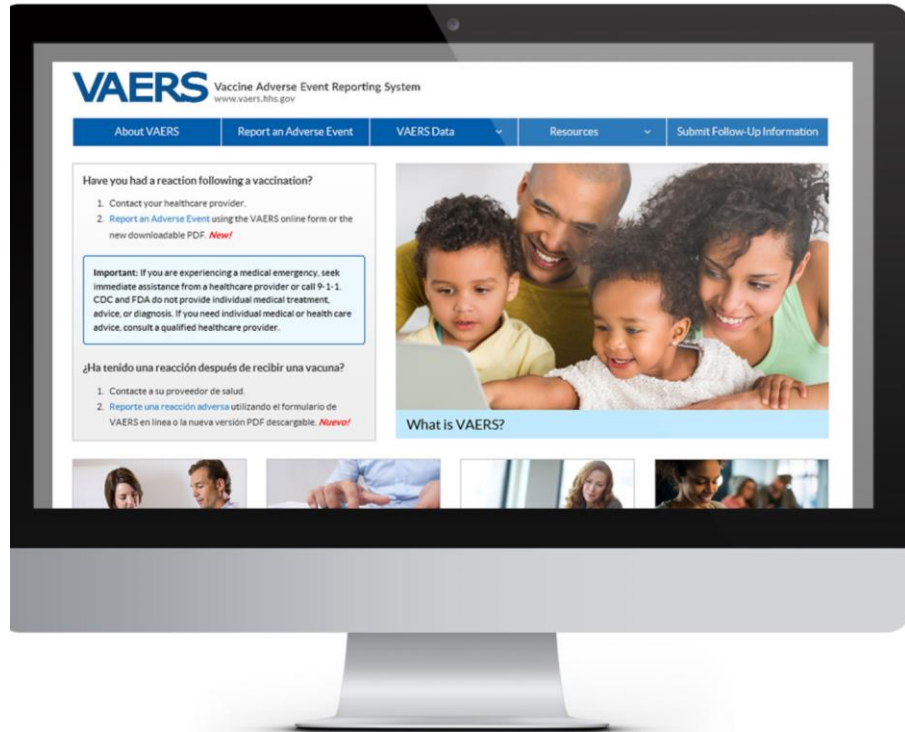 VAERS Vaccine Adverse Event Reporting System
www.vaers.hhs.gov
About VAERS Report an Adverse Event VAERS Data Resources Submit Follow-Up Information
Have you had a reaction following a vaccination?
1. Contact your healthcare provider.
2. Report an Adverse Event using the VAERS online form or the
new downloadable PDF. New!
Important: If you are experiencing a medical emergency, seek
immediate assistance from a healthcare provider or call 9-1-1.
CDC and FDA do not provide individual medical treatment,
advice, or diagnosis. If you need individual medical or health care
advice, consult a qualified healthcare provider.
¿Ha tenido una reacción después de recibir una vacuna?
1. Contacte a su proveedor de salud.
2. Reporte una reacción adversa utilizando el formulario de
VAERS en línea o la nueva versión PDF descargable. Nuevo!
What is VAERS?